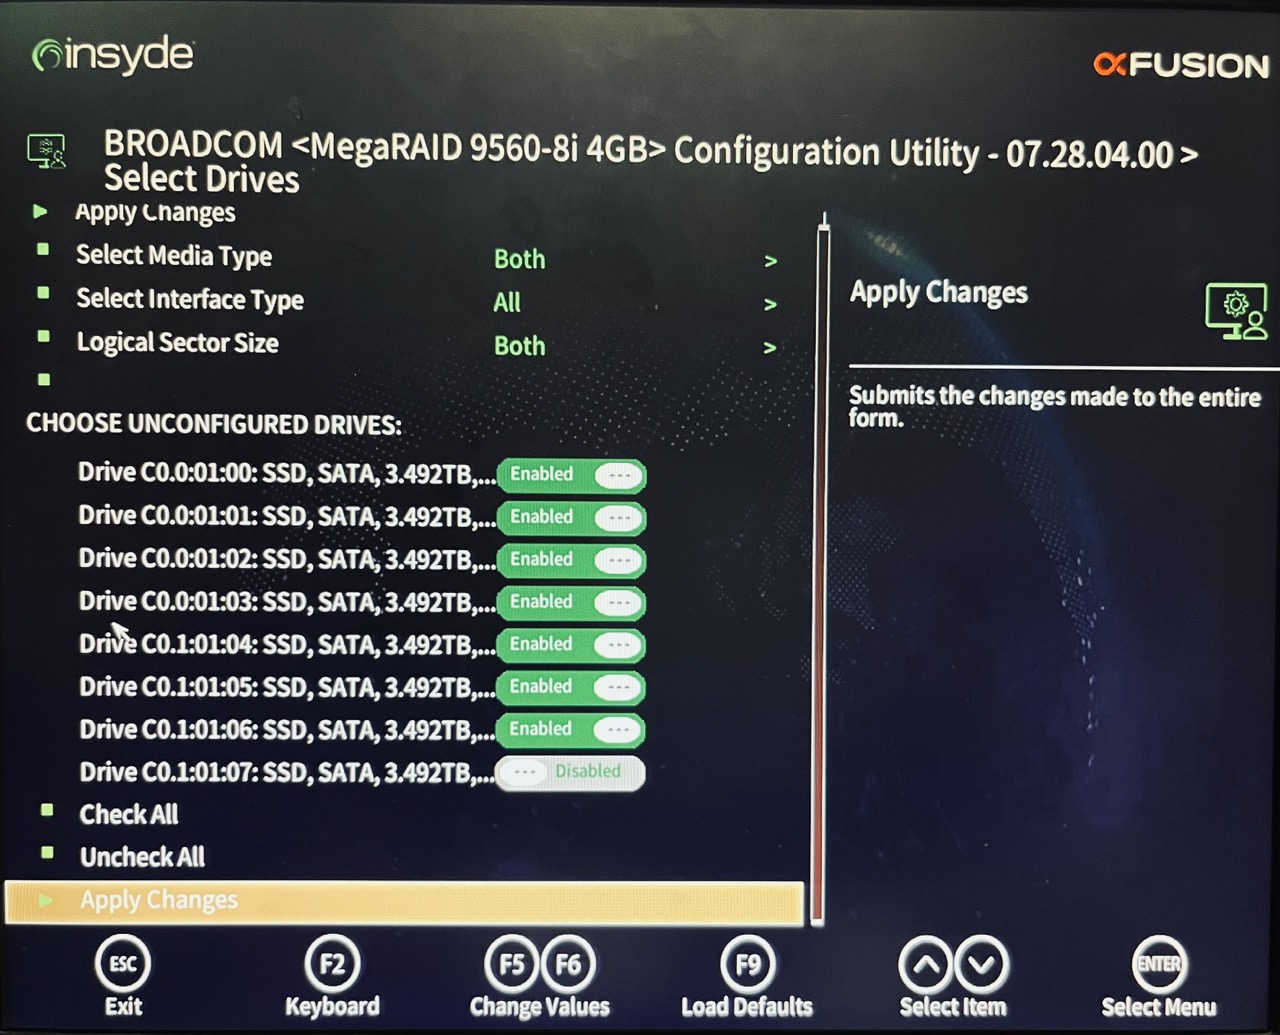 insyde
FUSION
BROADCOM <MegaRAID 9560-8i 4GB> Configuration Utility - 07.28.04.00 >
Select Drives
Apply Changes
Select Media Type Both >
Select Interface Type All >
Logical Sector Size Both >
CHOOSE UNCONFIGURED DRIVES:
Drive C0.0:01:00: SSD, SATA, 3.492TB,... Enabled
Drive C0.0:01:01: SSD, SATA, 3.492TB,... Enabled
Drive C0.0:01:02: SSD, SATA, 3.492TB,... Enabled
Drive C0.0:01:03: SSD, SATA, 3.492TB,... Enabled
Drive C0.1:01:04: SSD, SATA, 3.492TB,... Enabled
Drive C0.1:01:05: SSD, SATA, 3.492TB,... Enabled
Drive C0.1:01:06: SSD, SATA, 3.492TB,... Enabled
Drive C0.1:01:07: SSD, SATA, 3.492TB,... Disabled
Check All
Uncheck All
Apply Changes
Apply Changes
Submits the changes made to the entire
form.
ESC F2 F5 F6 F9 ENTER
Exit Keyboard Change Values Load Defaults Select Item Select Menu